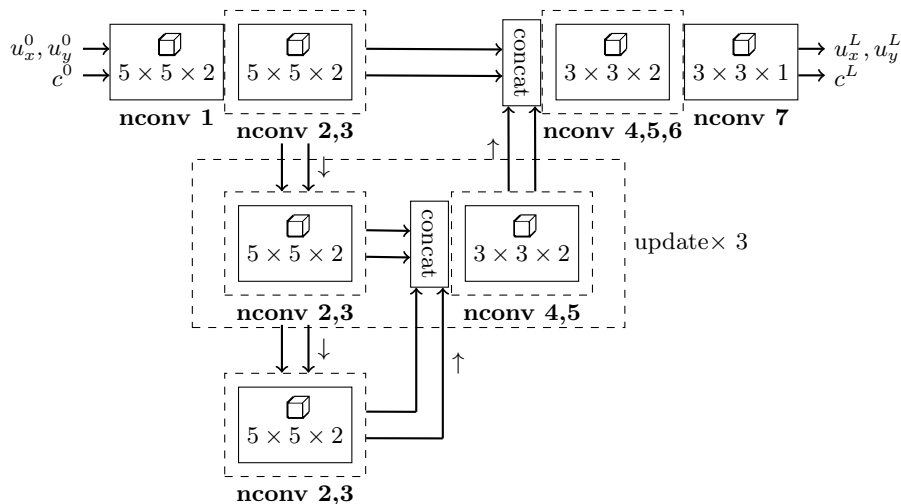 u_x^0, u_y^0
c^0
5 × 5 × 2
nconv 1
5 × 5 × 2
nconv 2,3
concat
3 × 3 × 2
nconv 4,5,6
3 × 3 × 1
nconv 7
u_x^L, u_y^L
c^L
↓
↑
5 × 5 × 2
nconv 2,3
concat
3 × 3 × 2
nconv 4,5
update× 3
↓
↑
5 × 5 × 2
nconv 2,3